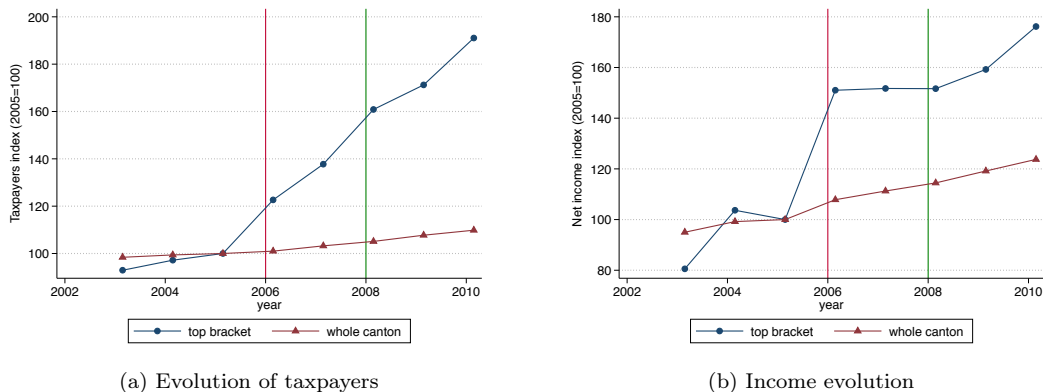 Taxpayers index (2005=100)
200
180
160
140
120
100
2002 2004 2006 2008 2010
year
top bracket whole canton
(a) Evolution of taxpayers
Net income index (2005=100)
180
160
140
120
100
80
2002 2004 2006 2008 2010
year
top bracket whole canton
(b) Income evolution